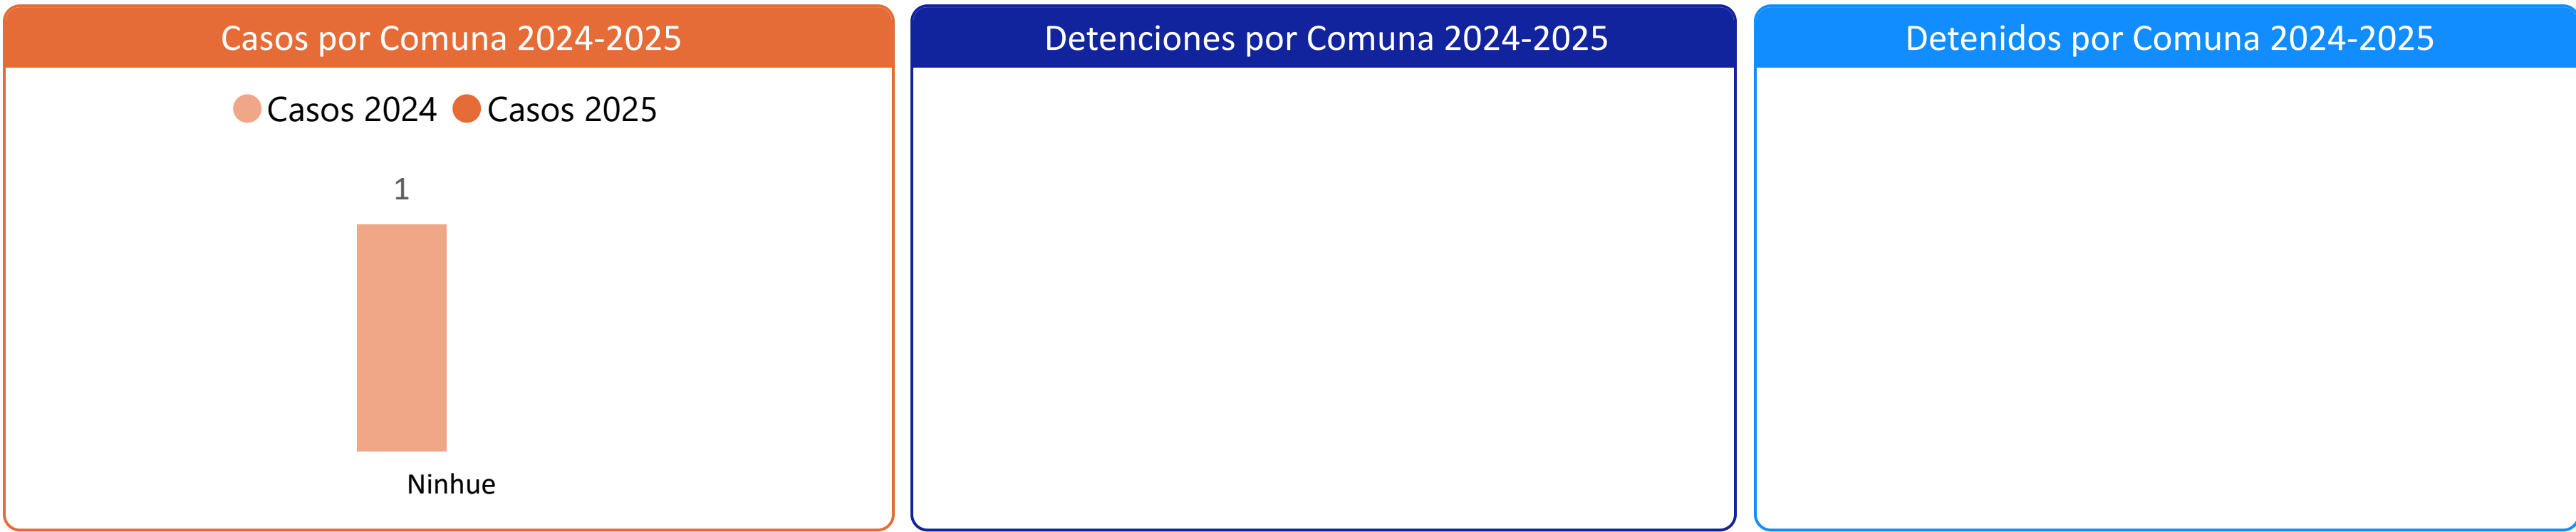 Casos por Comuna 2024-2025
Casos 2024 Casos 2025
1
Ninhue
Detenciones por Comuna 2024-2025
Detenidos por Comuna 2024-2025